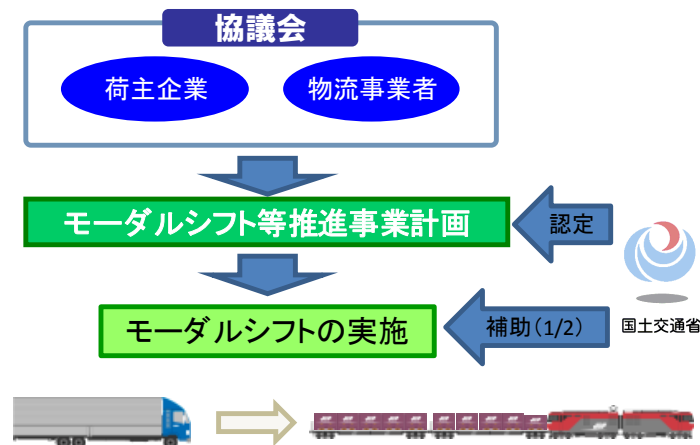 協議会
荷主企業
物流事業者
モーダルシフト等推進事業計画
認定
モーダルシフトの実施
補助(1/2)
国土交通省